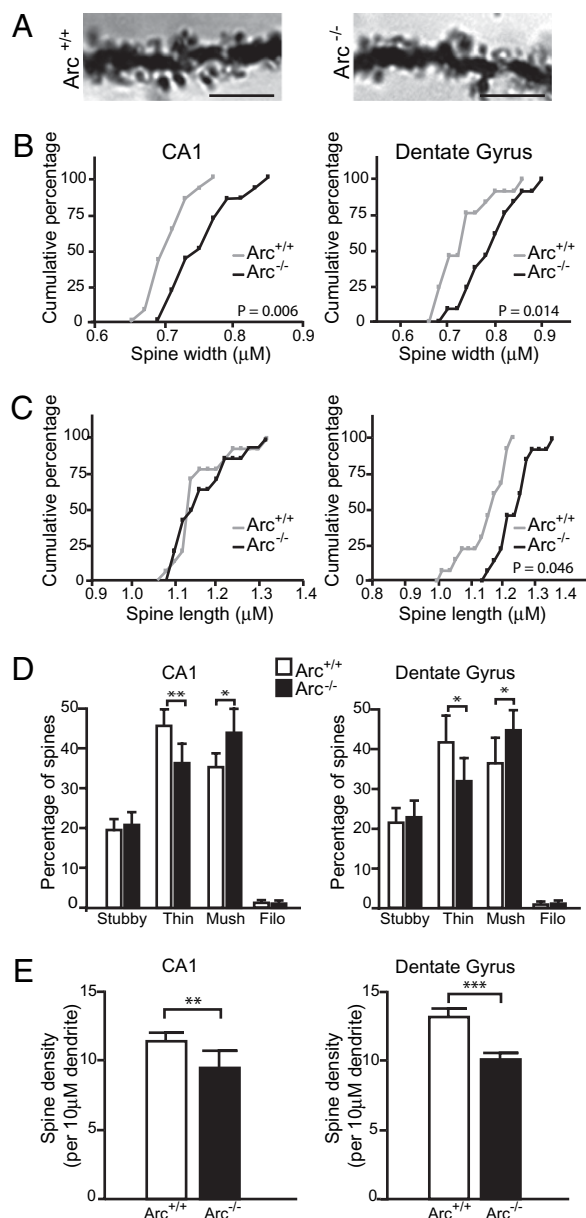 A
Arc+/+
Arc-/-
B
CA1
Dentate Gyrus
Cumulative percentage
100
75
50
25
0
Arc+/+
Arc-/-
P = 0.006
0.6
0.7
0.8
0.9
Spine width (μM)
Cumulative percentage
100
75
50
25
0
Arc+/+
Arc-/-
P = 0.014
0.6
0.7
0.8
0.9
Spine width (μM)
C
Cumulative percentage
100
75
50
25
0
Arc+/+
Arc-/-
0.9
1.0
1.1
1.2
1.3
1.4
Spine length (μM)
Cumulative percentage
100
75
50
25
0
Arc+/+
Arc-/-
P = 0.046
0.8
0.9
1.0
1.1
1.2
1.3
1.4
Spine length (μM)
D
CA1
Arc+/+
Arc-/-
Dentate Gyrus
Percentage of spines
50
40
30
20
10
0
**
*
Stubby
Thin
Mush
Filo
Percentage of spines
50
40
30
20
10
0
*
*
Stubby
Thin
Mush
Filo
E
CA1
Dentate Gyrus
Spine density
(per 10μM dendrite)
15
10
5
0
**
Arc+/+
Arc-/-
Spine density
(per 10μM dendrite)
15
10
5
0
***
Arc+/+
Arc-/-